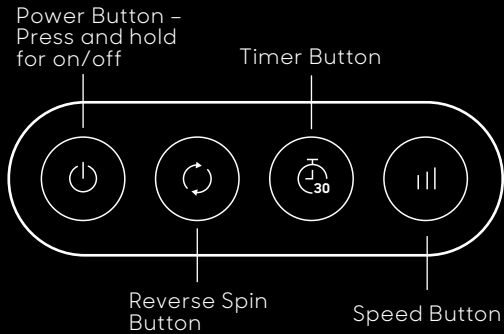 Power Button –
Press and hold
for on/off
Timer Button
30
Reverse Spin
Button
Speed Button